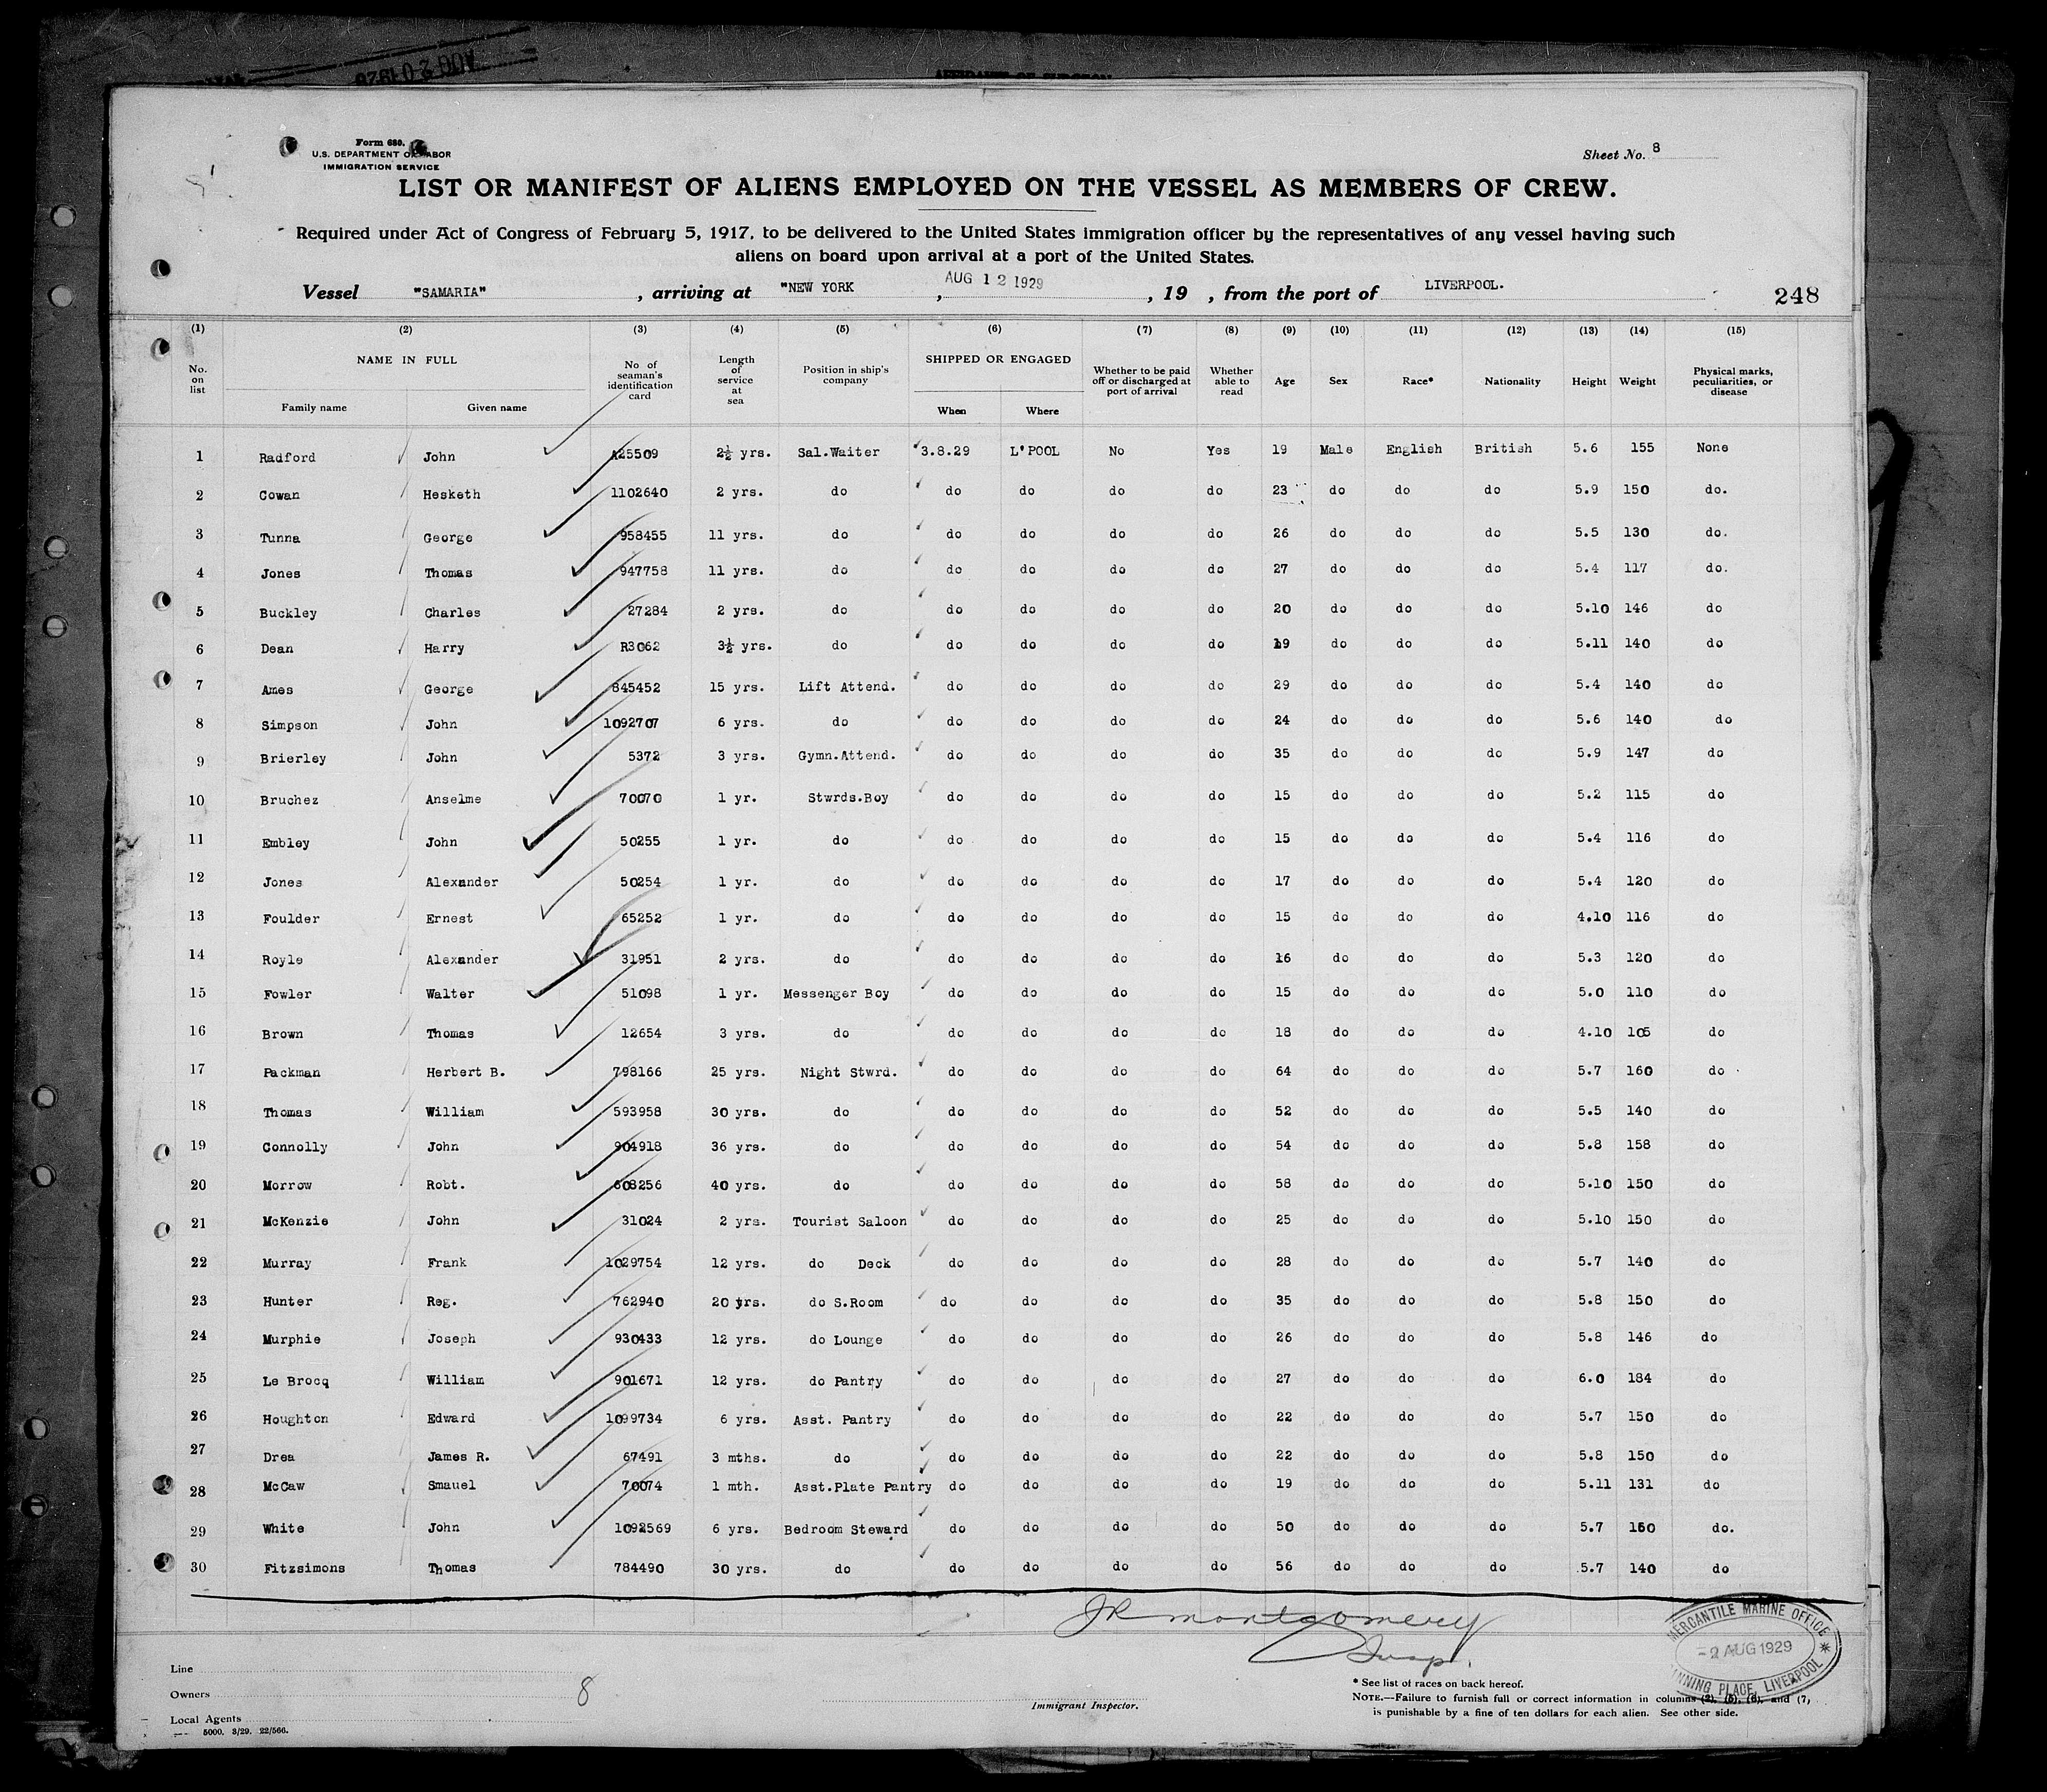 AUG 20 1929
Form 680.
U.S. DEPARTMENT OF LABOR
IMMIGRATION SERVICE
Sheet No. 8
LIST OR MANIFEST OF ALIENS EMPLOYED ON THE VESSEL AS MEMBERS OF CREW.
Required under Act of Congress of February 5, 1917, to be delivered to the United States immigration officer by the representatives of any vessel having such
aliens on board upon arrival at a port of the United States.
Vessel "SAMARIA", arriving at "NEW YORK, AUG 12 1929, 19 , from the port of LIVERPOOL. 248
(1) (2) (3) (4) (5) (6) (7) (8) (9) (10) (11) (12) (13) (14) (15)
No. on list NAME IN FULL Family name Given name No. of seaman's identification card Length of service at sea Position in ship's company SHIPPED OR ENGAGED When Where Whether to be paid off or discharged at port of arrival Whether able to read Age Sex Race* Nationality Height Weight Physical marks, peculiarities, or disease
1 Radford John A25509 2½ yrs. Sal.Waiter 3.8.29 L'POOL No Yes 19 Male English British 5.6 155 None
2 Cowan Hesketh 1102640 2 yrs. do do do do do 23 do do do 5.9 150 do.
3 Tunna George 958455 11 yrs. do do do do do 26 do do do 5.5 130 do.
4 Jones Thomas 947758 11 yrs. do do do do do 27 do do do 5.4 117 do.
5 Buckley Charles 27284 2 yrs. do do do do do 20 do do do 5.10 146 do
6 Dean Harry R3062 3½ yrs. do do do do do 19 do do do 5.11 140 do
7 Ames George 845452 15 yrs. Lift Attend. do do do do 29 do do do 5.4 140 do
8 Simpson John 1092707 6 yrs. do do do do do 24 do do do 5.6 140 do
9 Brierley John 5372 3 yrs. Gymn.Attend. do do do do 35 do do do 5.9 147 do
10 Bruchez Anselme 70070 1 yr. Stwrds.Boy do do do do 15 do do do 5.2 115 do
11 Embley John 50255 1 yr. do do do do do 15 do do do 5.4 116 do
12 Jones Alexander 50254 1 yr. do do do do do 17 do do do 5.4 120 do
13 Foulder Ernest 65252 1 yr. do do do do do 15 do do do 4.10 116 do
14 Royle Alexander 31951 2 yrs. do do do do do 16 do do do 5.3 120 do
15 Fowler Walter 51098 1 yr. Messenger Boy do do do do 15 do do do 5.0 110 do
16 Brown Thomas 12654 3 yrs. do do do do do 18 do do do 4.10 105 do
17 Packman Herbert B. 798166 25 yrs. Night Stwrd. do do do do 64 do do do 5.7 160 do
18 Thomas William 593958 30 yrs. do do do do do 52 do do do 5.5 140 do
19 Connolly John 904918 36 yrs. do do do do do 54 do do do 5.8 158 do
20 Morrow Robt. 608256 40 yrs. do do do do do 58 do do do 5.10 150 do
21 McKenzie John 31024 2 yrs. Tourist Saloon do do do do 25 do do do 5.10 150 do
22 Murray Frank 1029754 12 yrs. do Deck do do do do 28 do do do 5.7 140 do
23 Hunter Reg. 762940 20 yrs. do S.Room do do do do 35 do do do 5.8 150 do
24 Murphie Joseph 930433 12 yrs. do Lounge do do do do 26 do do do 5.8 146 do
25 Le Brocq William 901671 12 yrs. do Pantry do do do do 27 do do do 6.0 184 do
26 Houghton Edward 1099734 6 yrs. Asst. Pantry do do do do 22 do do do 5.7 150 do
27 Drea James R. 67491 3 mths. do do do do do 22 do do do 5.8 150 do
28 McCaw Smauel 70074 1 mth. Asst.Plate Pantry do do do do 19 do do do 5.11 131 do
29 White John 1092569 6 yrs. Bedroom Steward do do do do 50 do do do 5.7 150 do.
30 Fitzsimons Thomas 784490 30 yrs. do do do do do 56 do do do 5.7 140 do
JR Montgomery
Insp.
MERCANTILE MARINE OFFICE
-2 AUG 1929
PLACE, LIVERPOOL
Line
Owners
8
Local Agents
5000. 3/29. 22/566.
Immigrant Inspector.
* See list of races on back hereof.
NOTE.—Failure to furnish full or correct information in columns (2), (5), (6), and (7,
is punishable by a fine of ten dollars for each alien. See other side.